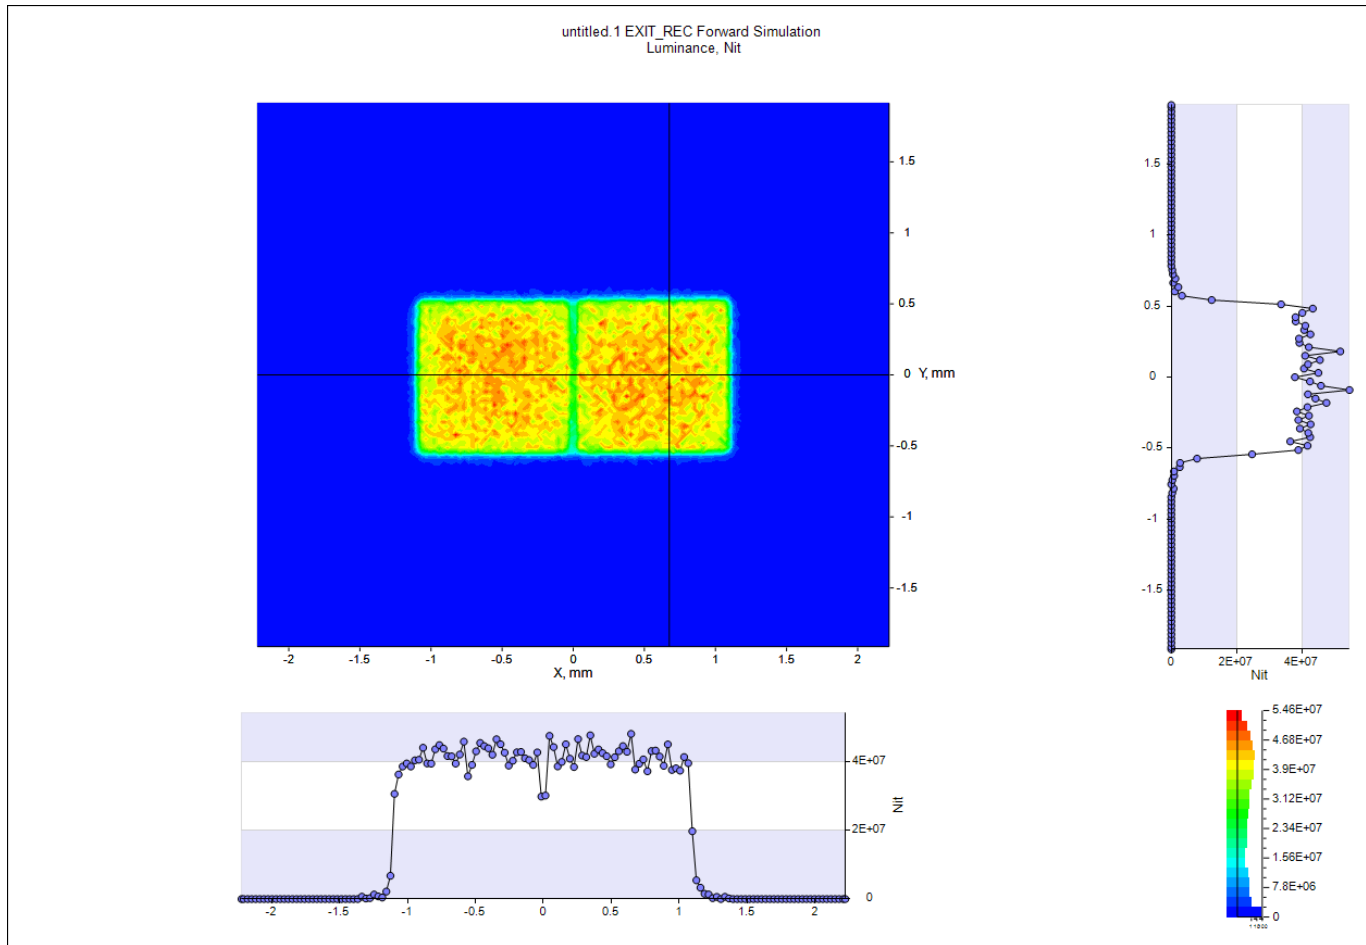 untitled.1 EXIT_REC Forward Simulation
Luminance, Nit
1.5
1
0.5
0 Y, mm
-0.5
-1
-1.5
-2 -1.5 -1 -0.5 0 0.5 1 1.5 2
X, mm
1.5
1
0.5
0
-0.5
-1
-1.5
0 2E+07 4E+07
Nit
4E+07
2E+07
0
Nit
-2 -1.5 -1 -0.5 0 0.5 1 1.5 2
5.46E+07
4.68E+07
3.9E+07
3.12E+07
2.34E+07
1.56E+07
7.8E+06
0